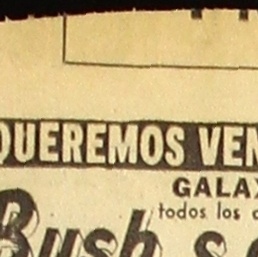 QUEREMOS VEN
GALAX
todos los
Bush s.